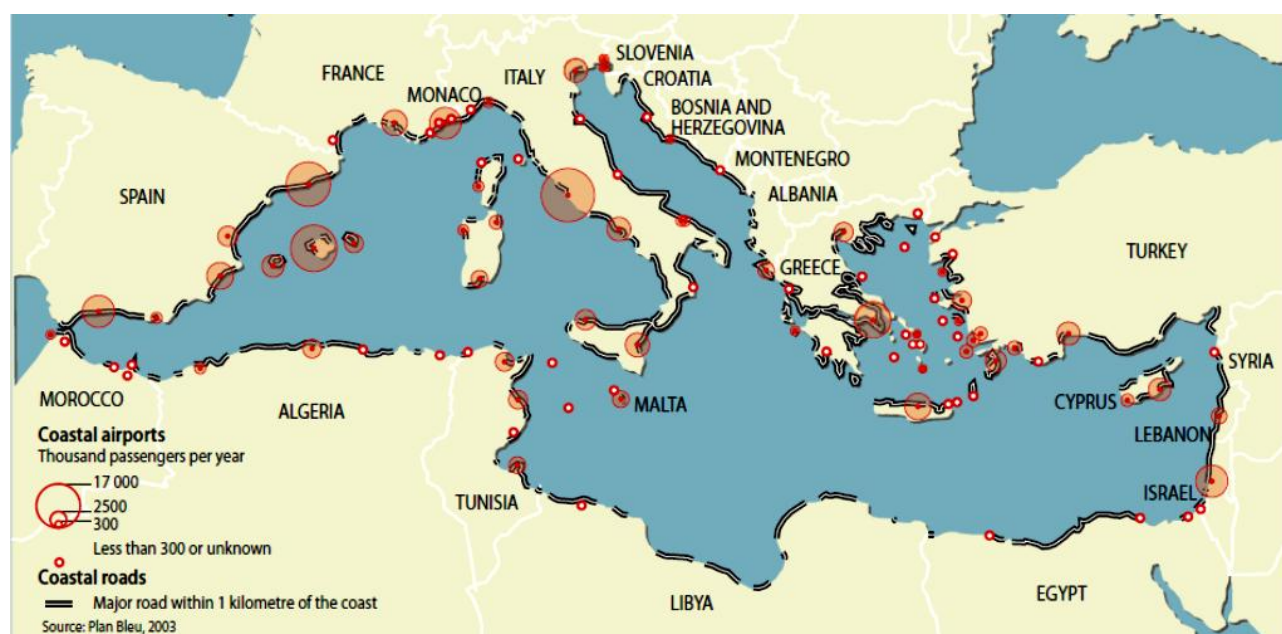 SLOVENIA
FRANCE
ITALY
CROATIA
MONACO
BOSNIA AND
HERZEGOVINA
MONTENEGRO
SPAIN
ALBANIA
TURKEY
GREECE
SYRIA
MOROCCO
ALGERIA
MALTA
CYPRUS
LEBANON
TUNISIA
ISRAEL
LIBYA
EGYPT
Coastal airports
Thousand passengers per year
17 000
2500
300
Less than 300 or unknown
Coastal roads
Major road within 1 kilometre of the coast
Source: Plan Bleu, 2003